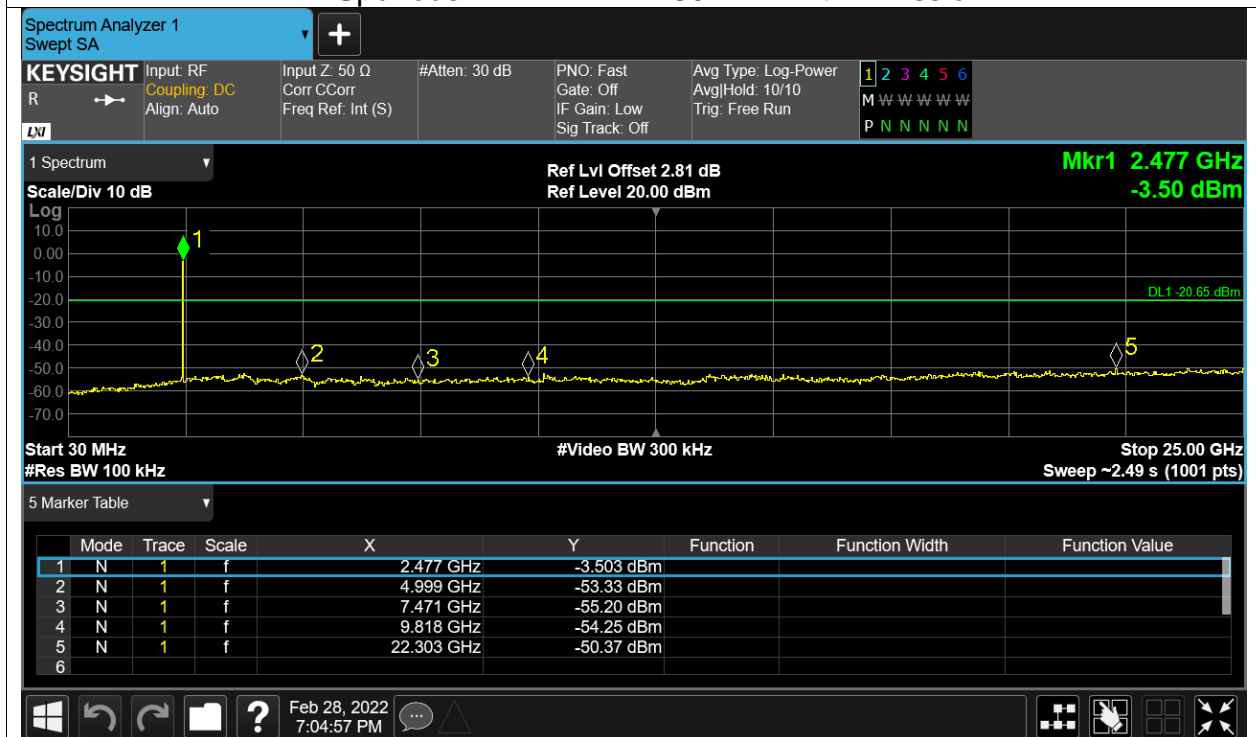 Spectrum Analyzer 1
Swept SA
+
KEYSIGHT Input: RF Input Z: 50 Ω #Atten: 30 dB PNO: Fast Avg Type: Log-Power 1 2 3 4 5 6
R Coupling: DC Corr CCorr Gate: Off Avg|Hold: 10/10 M W W W W W W
Align: Auto Freq Ref: Int (S) IF Gain: Low Trig: Free Run
LXI Sig Track: Off P N N N N N N
1 Spectrum Ref Lvl Offset 2.81 dB Mkr1 2.477 GHz
Scale/Div 10 dB Ref Level 20.00 dBm -3.50 dBm
Log
10.0
1
0.00
-10.0
DL1 -20.65 dBm
-20.0
-30.0
-40.0
2 3 4 5
-50.0
-60.0
-70.0
Start 30 MHz #Video BW 300 kHz Stop 25.00 GHz
#Res BW 100 kHz Sweep ~2.49 s (1001 pts)
5 Marker Table
Mode Trace Scale X Y Function Function Width Function Value
1 N 1 f 2.477 GHz -3.503 dBm
2 N 1 f 4.999 GHz -53.33 dBm
3 N 1 f 7.471 GHz -55.20 dBm
4 N 1 f 9.818 GHz -54.25 dBm
5 N 1 f 22.303 GHz -50.37 dBm
6
? Feb 28, 2022
7:04:57 PM